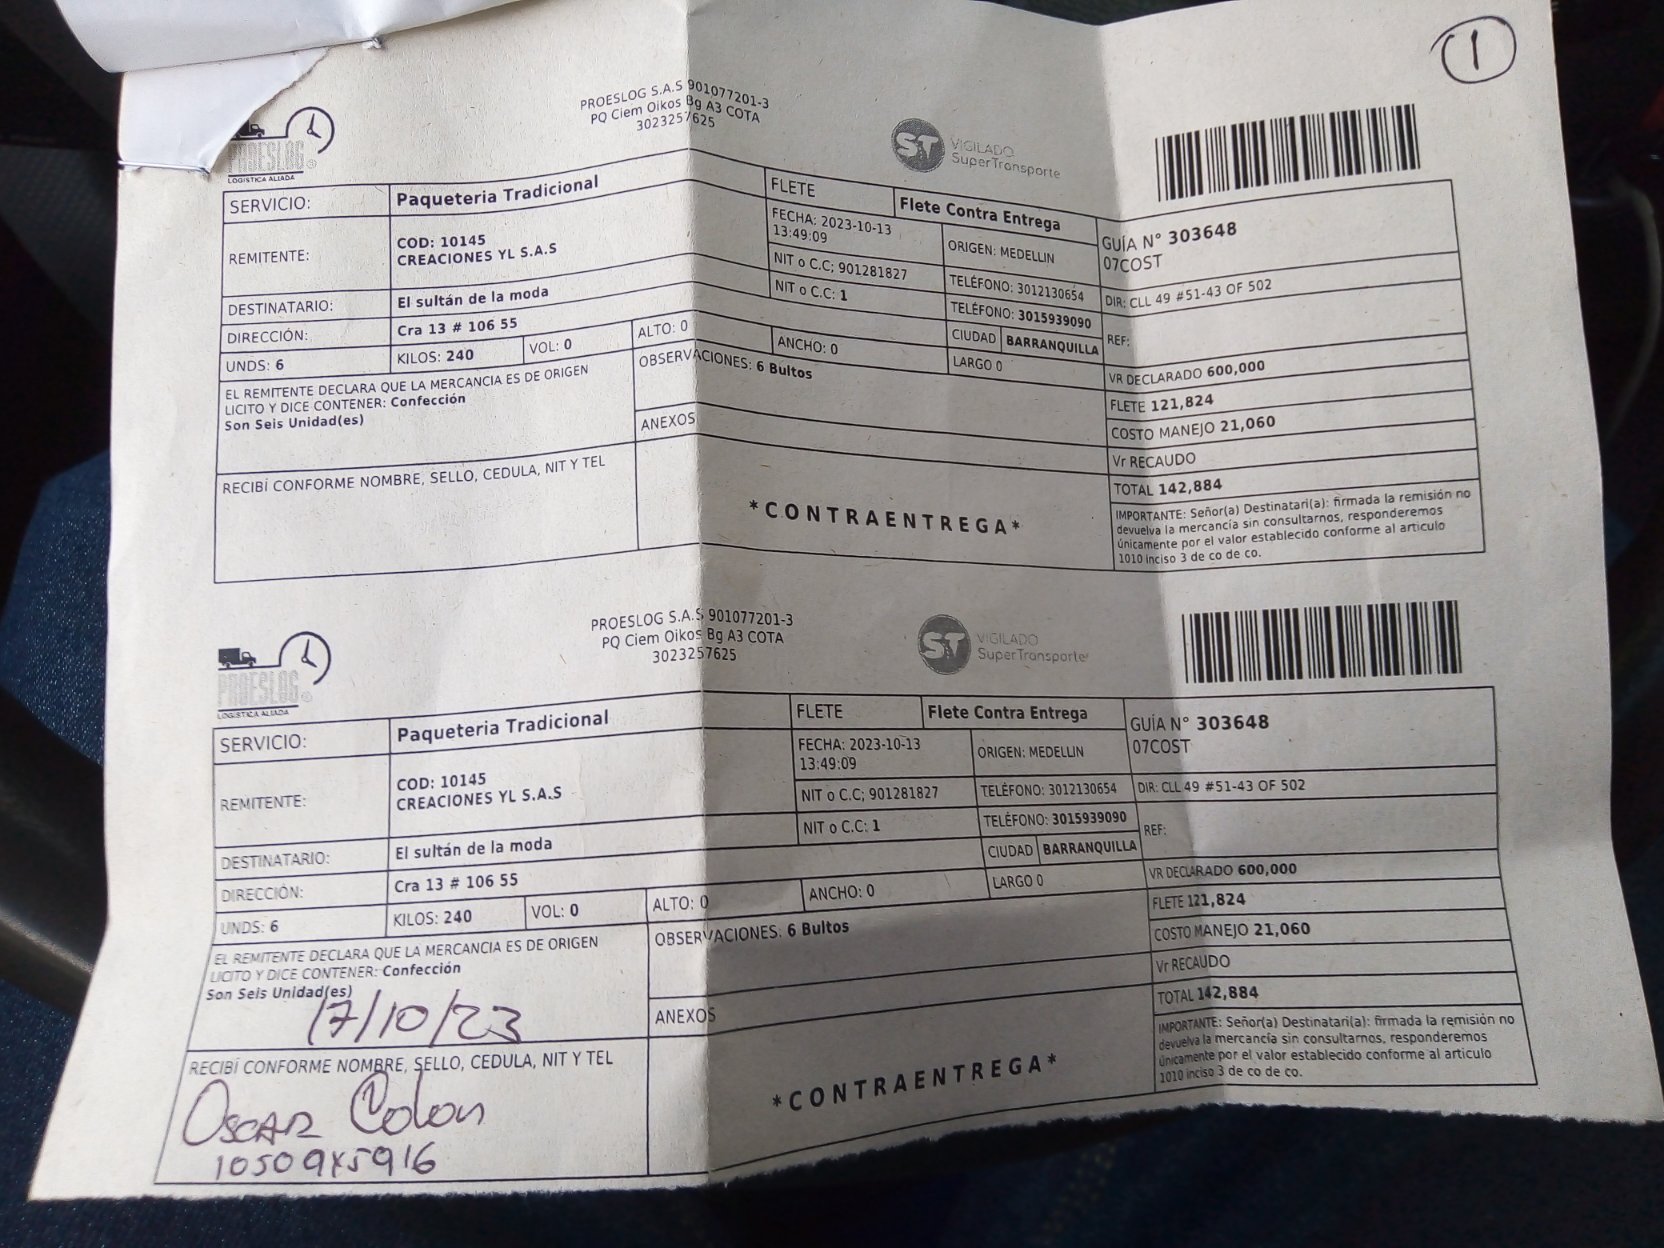 1
PROESLOG S.A.S 901077201-3
PQ Ciem Oikos Bg A3 COTA
3023257625
PROESLOG
LOGISTICA ALIADA
ST
VIGILADO
SuperTransporte
SERVICIO: Paqueteria Tradicional FLETE Flete Contra Entrega
GUÍA N° 303648
07COST
REMITENTE: COD: 10145
CREACIONES YL S.A.S
FECHA: 2023-10-13
13:49:09
ORIGEN: MEDELLIN
NIT o C.C; 901281827 TELÉFONO: 3012130654 DIR: CLL 49 #51-43 OF 502
DESTINATARIO: El sultán de la moda NIT o C.C: 1 TELÉFONO: 3015939090 REF:
DIRECCIÓN: Cra 13 # 106 55 CIUDAD BARRANQUILLA
UNDS: 6 KILOS: 240 VOL: 0 ALTO: 0 ANCHO: 0 LARGO 0 VR DECLARADO 600,000
EL REMITENTE DECLARA QUE LA MERCANCIA ES DE ORIGEN
LICITO Y DICE CONTENER: Confección
Son Seis Unidad(es)
OBSERVACIONES: 6 Bultos
FLETE 121,824
COSTO MANEJO 21,060
ANEXOS
Vr RECAUDO
TOTAL 142,884
RECIBÍ CONFORME NOMBRE, SELLO, CEDULA, NIT Y TEL
*CONTRAENTREGA*
IMPORTANTE: Señor(a) Destinatari(a): firmada la remisión no
devuelva la mercancía sin consultarnos, responderemos
únicamente por el valor establecido conforme al articulo
1010 inciso 3 de co de co.
PROESLOG S.A.S 901077201-3
PQ Ciem Oikos Bg A3 COTA
3023257625
PROESLOG
LOGISTICA ALIADA
ST
VIGILADO
SuperTransporte
SERVICIO: Paqueteria Tradicional FLETE Flete Contra Entrega
GUÍA N° 303648
07COST
REMITENTE: COD: 10145
CREACIONES YL S.A.S
FECHA: 2023-10-13
13:49:09
ORIGEN: MEDELLIN
NIT o C.C; 901281827 TELÉFONO: 3012130654 DIR: CLL 49 #51-43 OF 502
DESTINATARIO: El sultán de la moda NIT o C.C: 1 TELÉFONO: 3015939090 REF:
DIRECCIÓN: Cra 13 # 106 55 CIUDAD BARRANQUILLA
UNDS: 6 KILOS: 240 VOL: 0 ALTO: 0 ANCHO: 0 LARGO 0 VR DECLARADO 600,000
EL REMITENTE DECLARA QUE LA MERCANCIA ES DE ORIGEN
LICITO Y DICE CONTENER: Confección
Son Seis Unidad(es)
17/10/23
OBSERVACIONES: 6 Bultos
FLETE 121,824
COSTO MANEJO 21,060
ANEXOS
Vr RECAUDO
TOTAL 142,884
RECIBÍ CONFORME NOMBRE, SELLO, CEDULA, NIT Y TEL
Oscar Colon
1050945916
*CONTRAENTREGA*
IMPORTANTE: Señor(a) Destinatari(a): firmada la remisión no
devuelva la mercancía sin consultarnos, responderemos
únicamente por el valor establecido conforme al articulo
1010 inciso 3 de co de co.